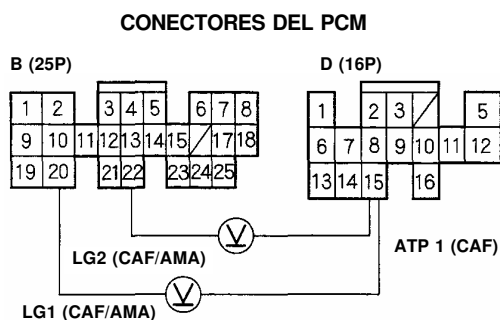 CONECTORES DEL PCM
B (25P)
D (16P)
1 2 3 4 5 6 7 8
9 10 11 12 13 14 15 17 18
19 20 21 22 23 24 25
1 2 3 5
6 7 8 9 10 11 12
13 14 15 16
V
LG2 (CAF/AMA)
ATP 1 (CAF)
V
LG1 (CAF/AMA)